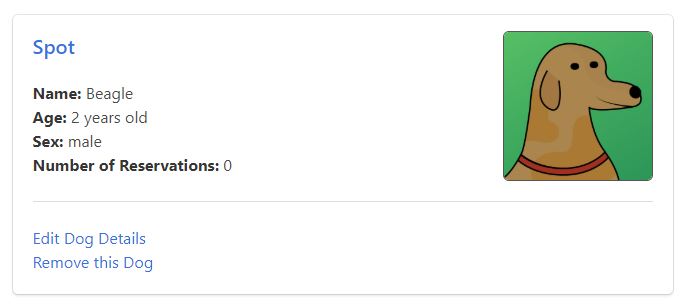 Spot
Name: Beagle
Age: 2 years old
Sex: male
Number of Reservations: 0
Edit Dog Details
Remove this Dog